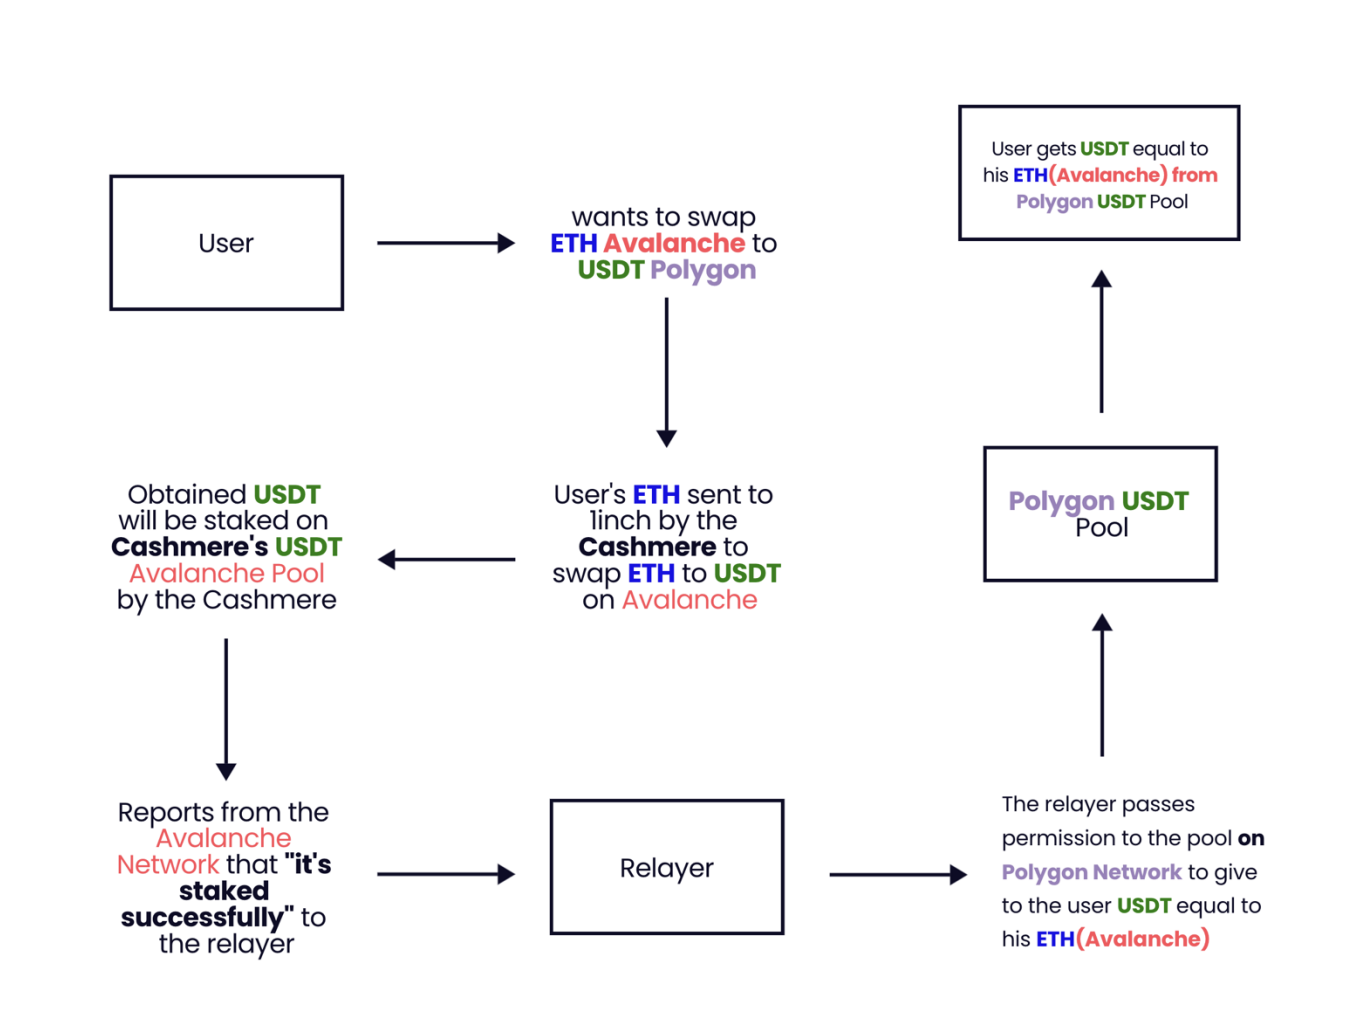 User
wants to swap
ETH Avalanche to
USDT Polygon
User's ETH sent to
1inch by the
Cashmere to
swap ETH to USDT
on Avalanche
Obtained USDT
will be staked on
Cashmere's USDT
Avalanche Pool
by the Cashmere
Reports from the
Avalanche
Network that "it's
staked
successfully" to
the relayer
Relayer
The relayer passes
permission to the pool on
Polygon Network to give
to the user USDT equal to
his ETH(Avalanche)
Polygon USDT
Pool
User gets USDT equal to
his ETH(Avalanche) from
Polygon USDT Pool